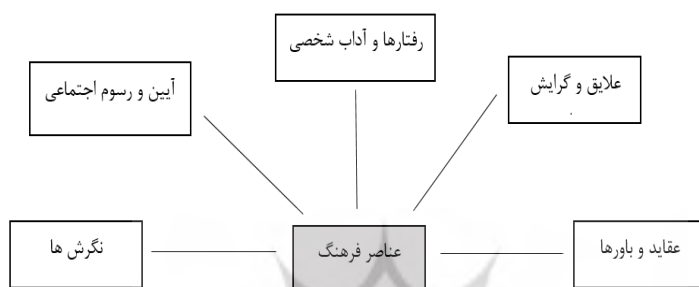 رفتارها و آداب شخصی
علایق و گرایش
.
آیین و رسوم اجتماعی
عقاید و باورها
عناصر فرهنگ
نگرش ها